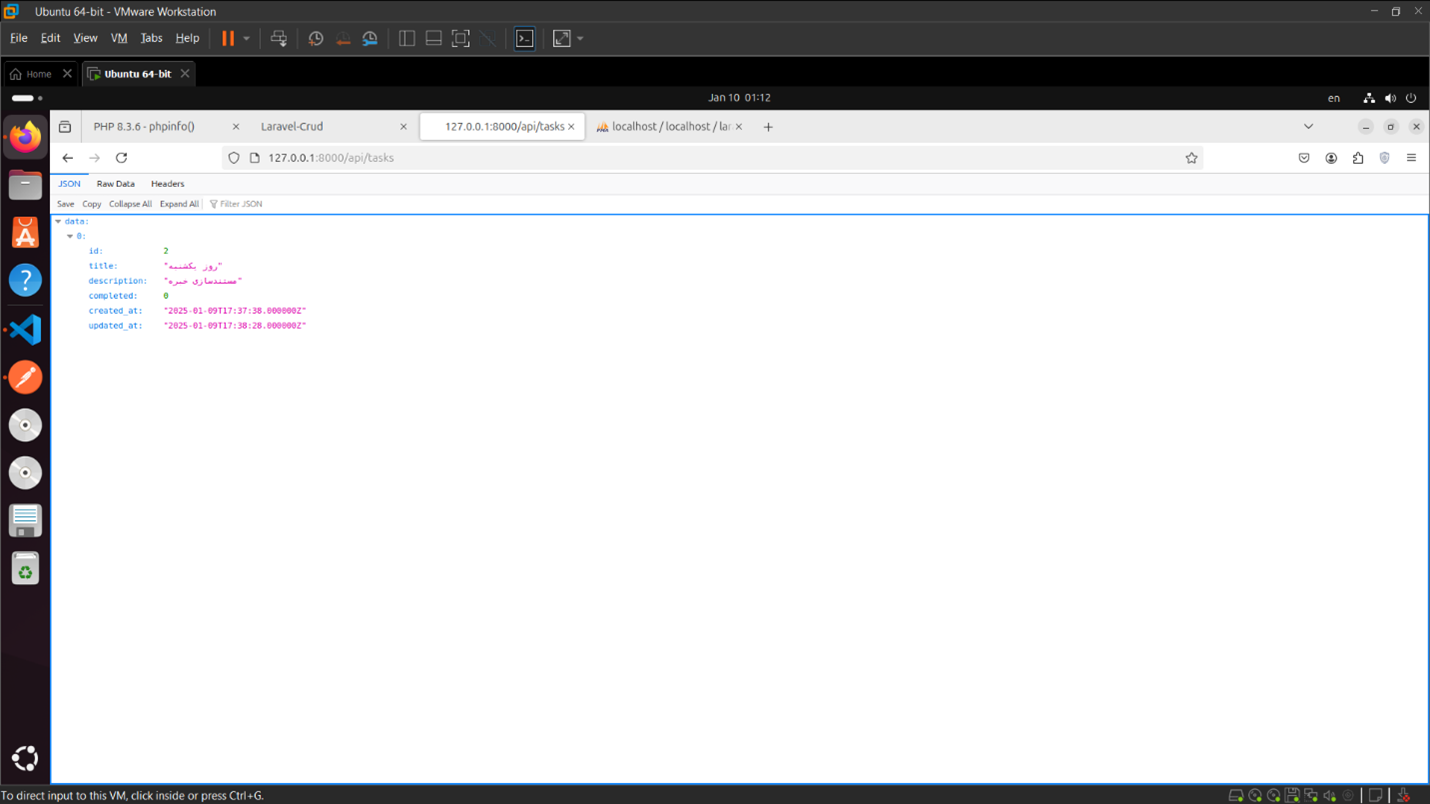 Ubuntu 64-bit - VMware Workstation
File Edit View VM Tabs Help
Home Ubuntu 64-bit
Jan 10 01:12 en
PHP 8.3.6 - phpinfo() Laravel-Crud 127.0.0.1:8000/api/tasks localhost / localhost / lar
127.0.0.1:8000/api/tasks
JSON Raw Data Headers
Save Copy Collapse All Expand All Filter JSON
data:
0:
id: 2
title: "روز یکشنبه"
description: "مستندسازی خبره"
completed: 0
created_at: "2025-01-09T17:37:38.000000Z"
updated_at: "2025-01-09T17:38:28.000000Z"
To direct input to this VM, click inside or press Ctrl+G.